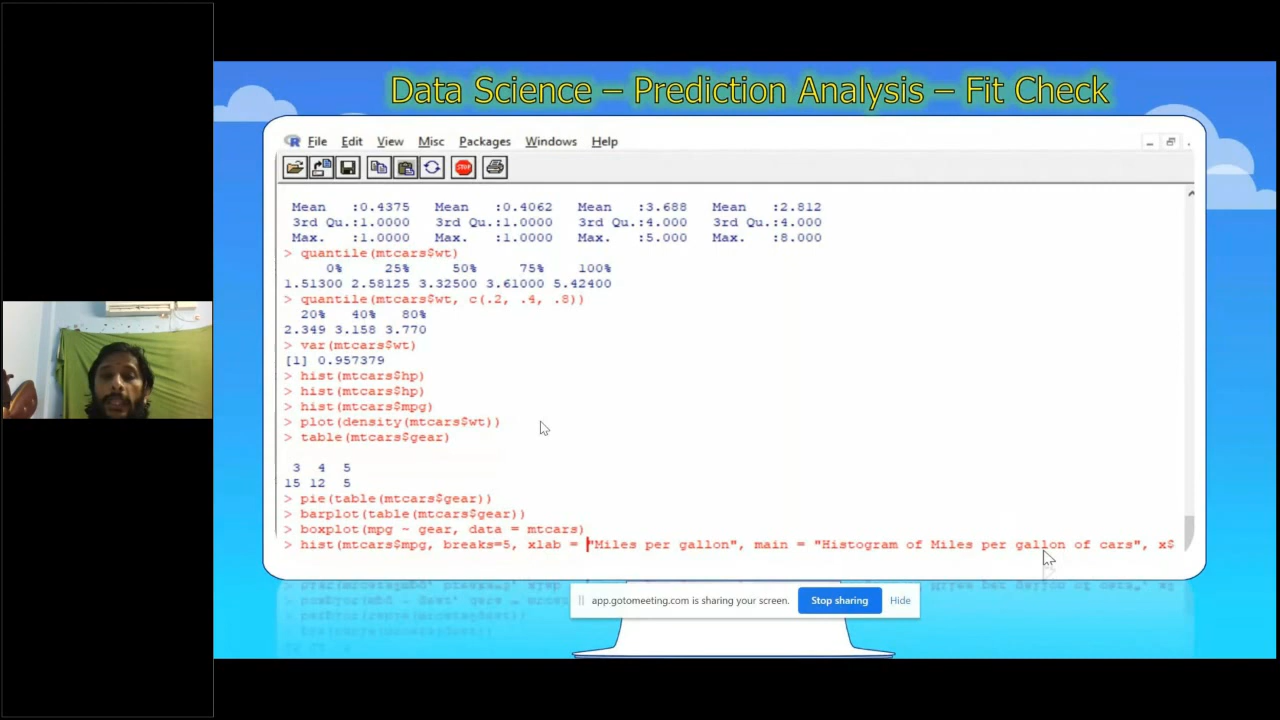 Data Science – Prediction Analysis – Fit Check
File Edit View Misc Packages Windows Help
STOP
Mean :0.4375 Mean :0.4062 Mean :3.688 Mean :2.812
3rd Qu.:1.0000 3rd Qu.:1.0000 3rd Qu.:4.000 3rd Qu.:4.000
Max. :1.0000 Max. :1.0000 Max. :5.000 Max. :8.000
> quantile(mtcars$wt)
0% 25% 50% 75% 100%
1.51300 2.58125 3.32500 3.61000 5.42400
> quantile(mtcars$wt, c(.2, .4, .8))
20% 40% 80%
2.349 3.158 3.770
> var(mtcars$wt)
[1] 0.957379
> hist(mtcars$hp)
> hist(mtcars$hp)
> hist(mtcars$mpg)
> plot(density(mtcars$wt))
> table(mtcars$gear)
3 4 5
15 12 5
> pie(table(mtcars$gear))
> barplot(table(mtcars$gear))
> boxplot(mpg ~ gear, data = mtcars)
> hist(mtcars$mpg, breaks=5, xlab = "Miles per gallon", main = "Histogram of Miles per gallon of cars", x$
app.gotomeeting.com is sharing your screen. Stop sharing Hide